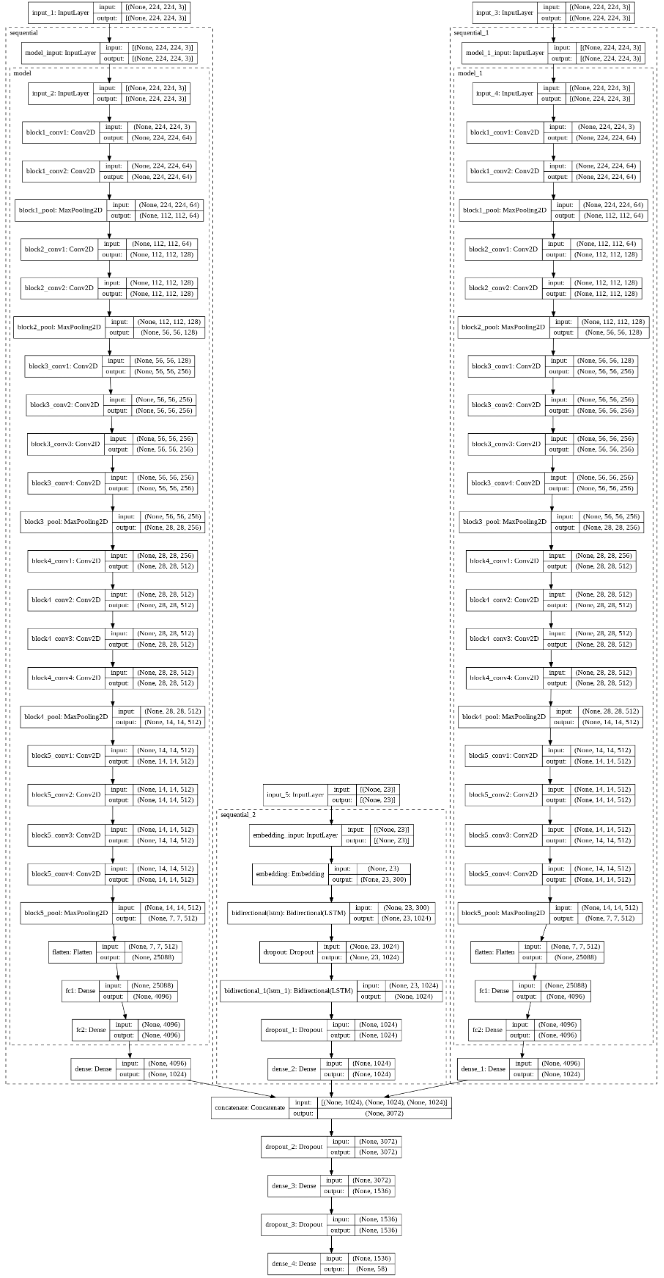 input_1: InputLayer input: [(None, 224, 224, 3)]
output: [(None, 224, 224, 3)]
sequential
model_input: InputLayer input: [(None, 224, 224, 3)]
output: [(None, 224, 224, 3)]
model
input_2: InputLayer input: [(None, 224, 224, 3)]
output: [(None, 224, 224, 3)]
block1_conv1: Conv2D input: (None, 224, 224, 3)
output: (None, 224, 224, 64)
block1_conv2: Conv2D input: (None, 224, 224, 64)
output: (None, 224, 224, 64)
block1_pool: MaxPooling2D input: (None, 224, 224, 64)
output: (None, 112, 112, 64)
block2_conv1: Conv2D input: (None, 112, 112, 64)
output: (None, 112, 112, 128)
block2_conv2: Conv2D input: (None, 112, 112, 128)
output: (None, 112, 112, 128)
block2_pool: MaxPooling2D input: (None, 112, 112, 128)
output: (None, 56, 56, 128)
block3_conv1: Conv2D input: (None, 56, 56, 128)
output: (None, 56, 56, 256)
block3_conv2: Conv2D input: (None, 56, 56, 256)
output: (None, 56, 56, 256)
block3_conv3: Conv2D input: (None, 56, 56, 256)
output: (None, 56, 56, 256)
block3_conv4: Conv2D input: (None, 56, 56, 256)
output: (None, 56, 56, 256)
block3_pool: MaxPooling2D input: (None, 56, 56, 256)
output: (None, 28, 28, 256)
block4_conv1: Conv2D input: (None, 28, 28, 256)
output: (None, 28, 28, 512)
block4_conv2: Conv2D input: (None, 28, 28, 512)
output: (None, 28, 28, 512)
block4_conv3: Conv2D input: (None, 28, 28, 512)
output: (None, 28, 28, 512)
block4_conv4: Conv2D input: (None, 28, 28, 512)
output: (None, 28, 28, 512)
block4_pool: MaxPooling2D input: (None, 28, 28, 512)
output: (None, 14, 14, 512)
block5_conv1: Conv2D input: (None, 14, 14, 512)
output: (None, 14, 14, 512)
block5_conv2: Conv2D input: (None, 14, 14, 512)
output: (None, 14, 14, 512)
block5_conv3: Conv2D input: (None, 14, 14, 512)
output: (None, 14, 14, 512)
block5_conv4: Conv2D input: (None, 14, 14, 512)
output: (None, 14, 14, 512)
block5_pool: MaxPooling2D input: (None, 14, 14, 512)
output: (None, 7, 7, 512)
flatten: Flatten input: (None, 7, 7, 512)
output: (None, 25088)
fc1: Dense input: (None, 25088)
output: (None, 4096)
fc2: Dense input: (None, 4096)
output: (None, 4096)
dense: Dense input: (None, 4096)
output: (None, 1024)
input_5: InputLayer input: [(None, 23)]
output: [(None, 23)]
sequential_2
embedding_input: InputLayer input: [(None, 23)]
output: [(None, 23)]
embedding: Embedding input: (None, 23)
output: (None, 23, 300)
bidirectional(lstm): Bidirectional(LSTM) input: (None, 23, 300)
output: (None, 23, 1024)
dropout: Dropout input: (None, 23, 1024)
output: (None, 23, 1024)
bidirectional_1(lstm_1): Bidirectional(LSTM) input: (None, 23, 1024)
output: (None, 1024)
dropout_1: Dropout input: (None, 1024)
output: (None, 1024)
dense_2: Dense input: (None, 1024)
output: (None, 1024)
input_3: InputLayer input: [(None, 224, 224, 3)]
output: [(None, 224, 224, 3)]
sequential_1
model_1_input: InputLayer input: [(None, 224, 224, 3)]
output: [(None, 224, 224, 3)]
model_1
input_4: InputLayer input: [(None, 224, 224, 3)]
output: [(None, 224, 224, 3)]
block1_conv1: Conv2D input: (None, 224, 224, 3)
output: (None, 224, 224, 64)
block1_conv2: Conv2D input: (None, 224, 224, 64)
output: (None, 224, 224, 64)
block1_pool: MaxPooling2D input: (None, 224, 224, 64)
output: (None, 112, 112, 64)
block2_conv1: Conv2D input: (None, 112, 112, 64)
output: (None, 112, 112, 128)
block2_conv2: Conv2D input: (None, 112, 112, 128)
output: (None, 112, 112, 128)
block2_pool: MaxPooling2D input: (None, 112, 112, 128)
output: (None, 56, 56, 128)
block3_conv1: Conv2D input: (None, 56, 56, 128)
output: (None, 56, 56, 256)
block3_conv2: Conv2D input: (None, 56, 56, 256)
output: (None, 56, 56, 256)
block3_conv3: Conv2D input: (None, 56, 56, 256)
output: (None, 56, 56, 256)
block3_conv4: Conv2D input: (None, 56, 56, 256)
output: (None, 56, 56, 256)
block3_pool: MaxPooling2D input: (None, 56, 56, 256)
output: (None, 28, 28, 256)
block4_conv1: Conv2D input: (None, 28, 28, 256)
output: (None, 28, 28, 512)
block4_conv2: Conv2D input: (None, 28, 28, 512)
output: (None, 28, 28, 512)
block4_conv3: Conv2D input: (None, 28, 28, 512)
output: (None, 28, 28, 512)
block4_conv4: Conv2D input: (None, 28, 28, 512)
output: (None, 28, 28, 512)
block4_pool: MaxPooling2D input: (None, 28, 28, 512)
output: (None, 14, 14, 512)
block5_conv1: Conv2D input: (None, 14, 14, 512)
output: (None, 14, 14, 512)
block5_conv2: Conv2D input: (None, 14, 14, 512)
output: (None, 14, 14, 512)
block5_conv3: Conv2D input: (None, 14, 14, 512)
output: (None, 14, 14, 512)
block5_conv4: Conv2D input: (None, 14, 14, 512)
output: (None, 14, 14, 512)
block5_pool: MaxPooling2D input: (None, 14, 14, 512)
output: (None, 7, 7, 512)
flatten: Flatten input: (None, 7, 7, 512)
output: (None, 25088)
fc1: Dense input: (None, 25088)
output: (None, 4096)
fc2: Dense input: (None, 4096)
output: (None, 4096)
dense_1: Dense input: (None, 4096)
output: (None, 1024)
concatenate: Concatenate input: [(None, 1024), (None, 1024), (None, 1024)]
output: (None, 3072)
dropout_2: Dropout input: (None, 3072)
output: (None, 3072)
dense_3: Dense input: (None, 3072)
output: (None, 1536)
dropout_3: Dropout input: (None, 1536)
output: (None, 1536)
dense_4: Dense input: (None, 1536)
output: (None, 58)